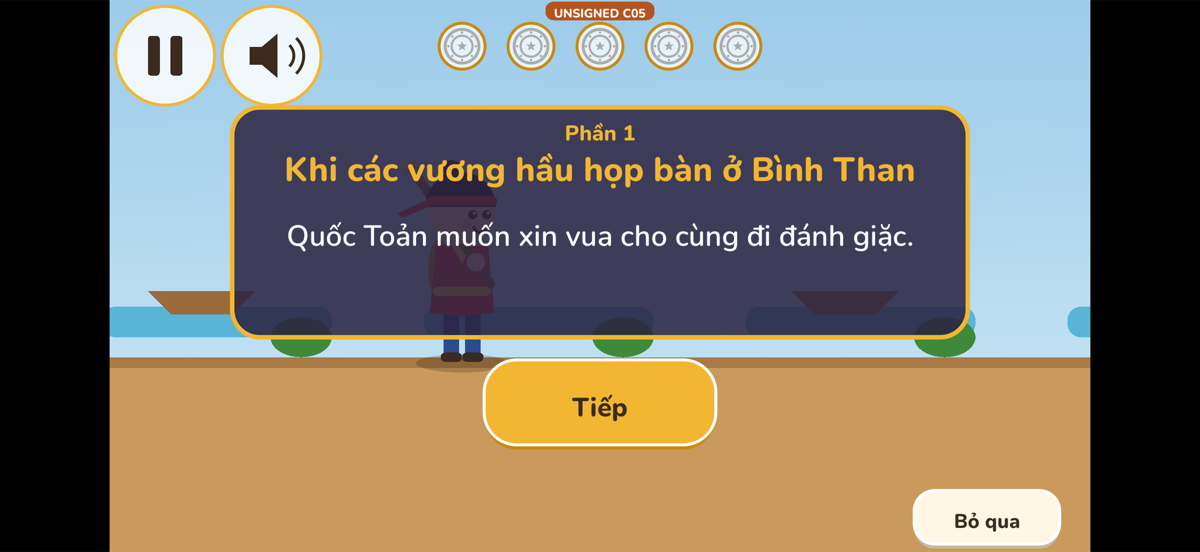 UNSIGNED C05
Phần 1
Khi các vương hầu họp bàn ở Bình Than
Quốc Toản muốn xin vua cho cùng đi đánh giặc.
Tiếp
Bỏ qua